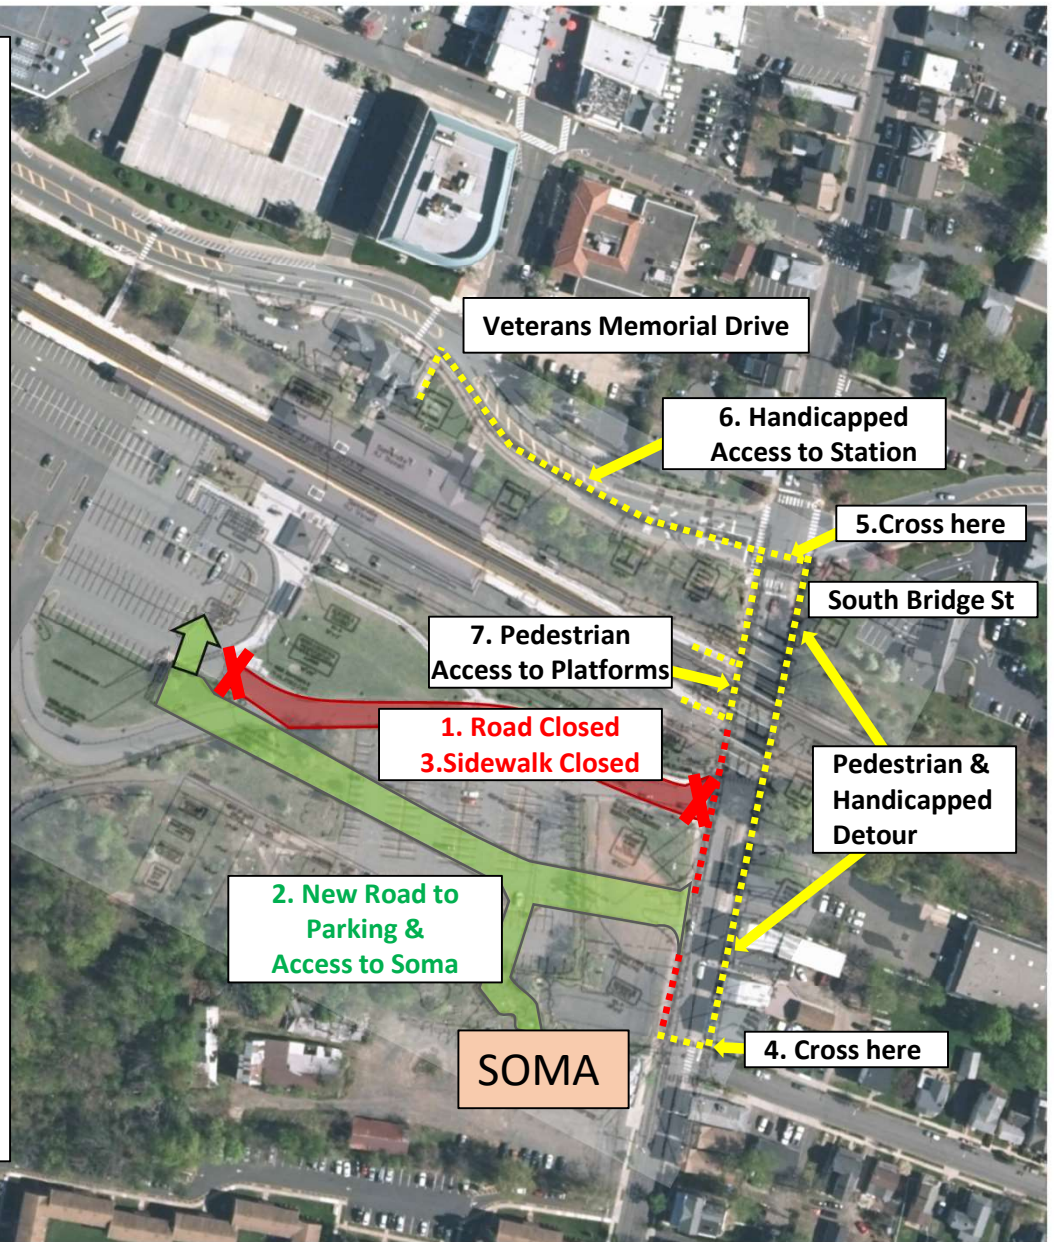 Veterans Memorial Drive
6. Handicapped
Access to Station
5.Cross here
South Bridge St
7. Pedestrian
Access to Platforms
1. Road Closed
3.Sidewalk Closed
Pedestrian &
Handicapped
Detour
2. New Road to
Parking &
Access to Soma
SOMA
4. Cross here